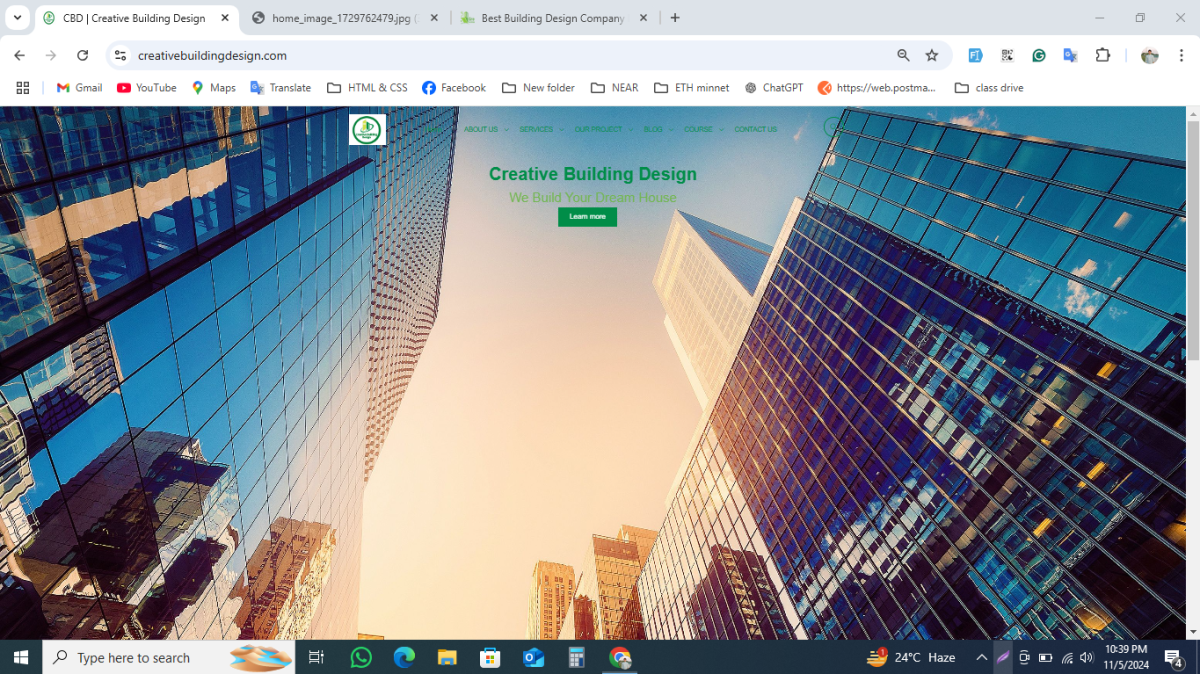 CBD | Creative Building Design
home_image_1729762479.jpg (
Best Building Design Company
creativebuildingdesign.com
Gmail
YouTube
Maps
Translate
HTML & CSS
Facebook
New folder
NEAR
ETH minnet
ChatGPT
https://web.postma...
class drive
ABOUT US
SERVICES
OUR PROJECT
BLOG
COURSE
CONTACT US
Creative Building Design
We Build Your Dream House
Learn more
Type here to search
1
24°C Haze
10:39 PM
11/5/2024
4